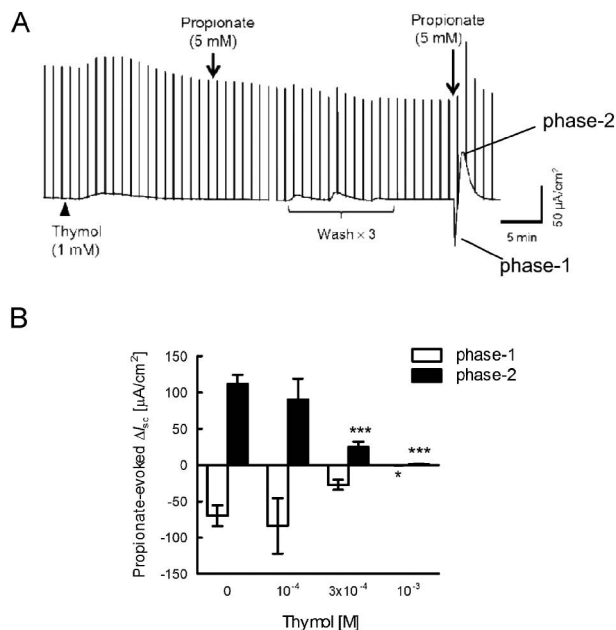 A
Propionate
(5 mM)
Propionate
(5 mM)
phase-2
Thymol
(1 mM)
Wash × 3
5 min
50 µA/cm²
phase-1
B
Propionate-evoked ΔIsc [µA/cm²]
150
100
50
0
-50
-100
-150
phase-1
phase-2
***
***
*
0
10⁻⁴
3x10⁻⁴
10⁻³
Thymol [M]